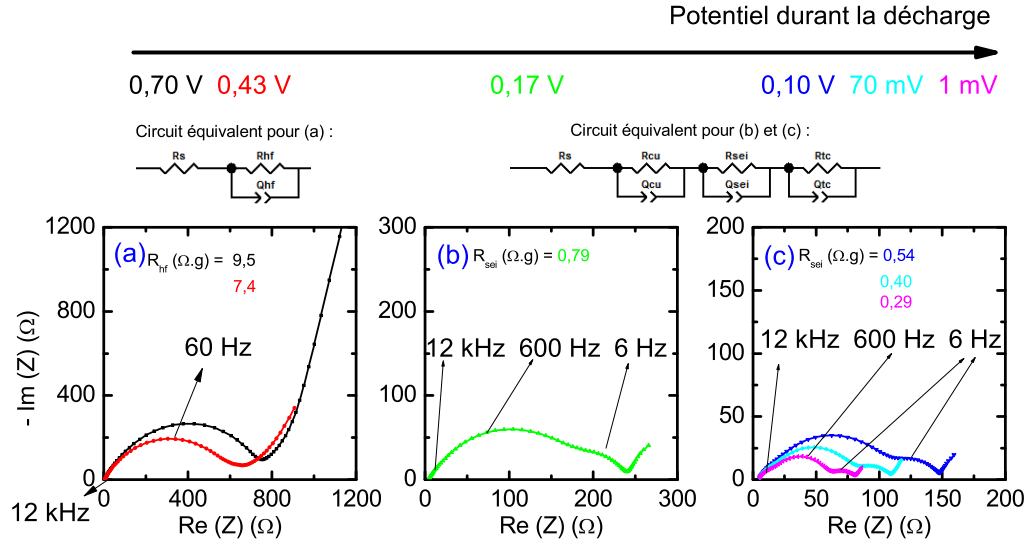 Potentiel durant la décharge
0,70 V 0,43 V 0,17 V 0,10 V 70 mV 1 mV
Circuit équivalent pour (a) :
Circuit équivalent pour (b) et (c) :
Rs Rhf
Qhf
Rs Rcu Rsei Rtc
Qcu Qsei Qtc
(a) Rhf (Ω.g) = 9,5
7,4
1200
800
400
0
- Im (Z) (Ω)
60 Hz
12 kHz
0 400 800 1200
Re (Z) (Ω)
(b) Rsei (Ω.g) = 0,79
300
200
100
0
12 kHz 600 Hz 6 Hz
0 100 200 300
Re (Z) (Ω)
(c) Rsei (Ω.g) = 0,54
0,40
0,29
200
150
100
50
0
12 kHz 600 Hz 6 Hz
0 50 100 150 200
Re (Z) (Ω)